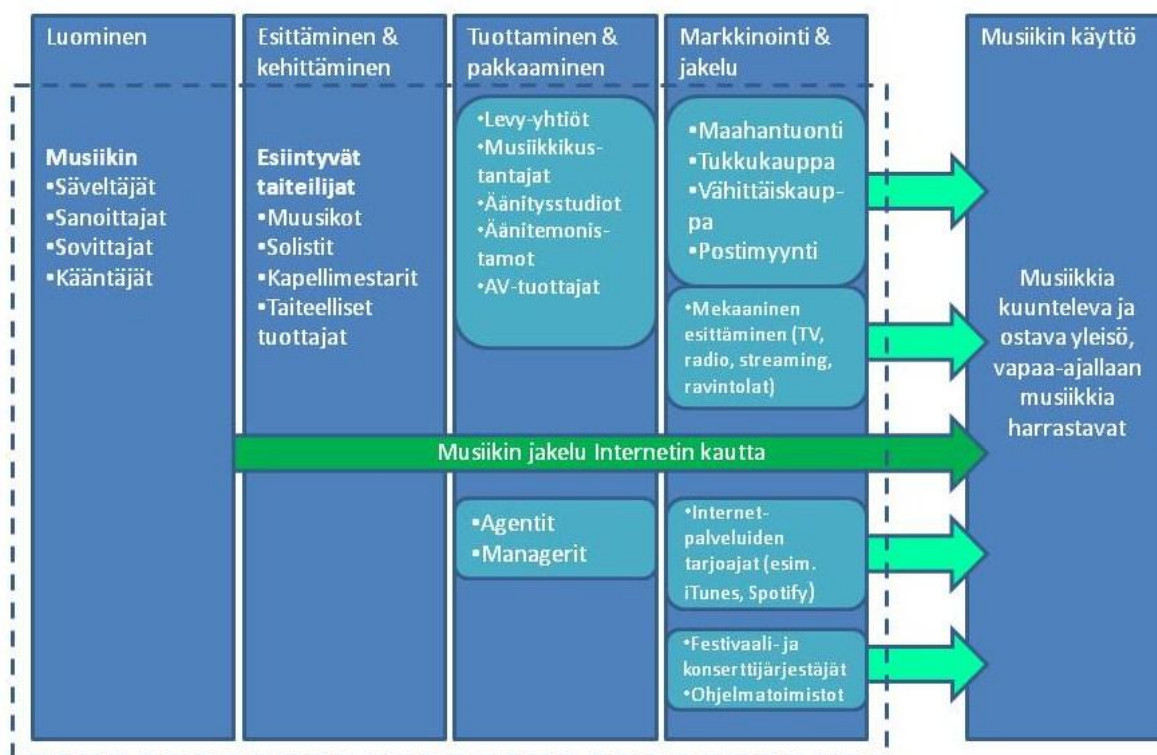 Luominen
Esittäminen &
kehittäminen
Tuottaminen &
pakkaaminen
Markkinointi &
jakelu
Musiikin käyttö
Musiikin
▪Säveltäjät
▪Sanoittajat
▪Sovittajat
▪Kääntäjät
Esiintyvät
taiteilijat
▪Muusikot
▪Solistit
▪Kapellimestarit
▪Taiteelliset
tuottajat
•Levy-yhtiöt
•Musiikkikus-
tantajat
•Äänitysstudiot
•Äänitemonis-
tamot
•AV-tuottajat
▪Maahantuonti
▪Tukkukauppa
▪Vähittäiskaup-
pa
▪Postimyynti
•Mekaaninen
esittäminen (TV,
radio, streaming,
ravintolat)
Musiikkia
kuunteleva ja
ostava yleisö,
vapaa-ajallaan
musiikkia
harrastavat
Musiikin jakelu Internetin kautta
▪Agentit
▪Managerit
•Internet-
palveluiden
tarjoajat (esim.
iTunes, Spotify)
•Festivaali- ja
konserttijärjestäjät
•Ohjelmatoimistot